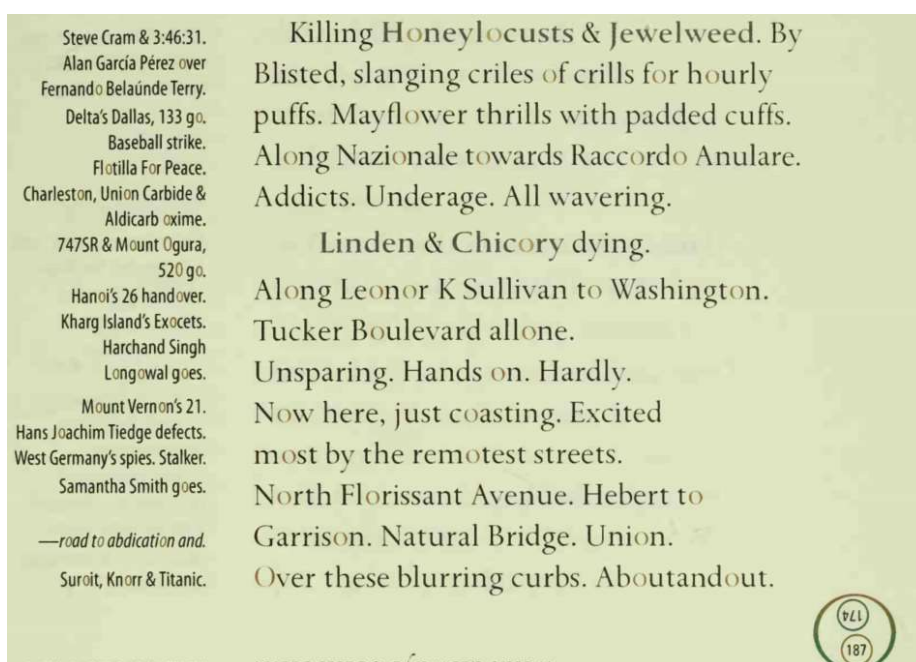 Steve Cram & 3:46:31.
Alan García Pérez over
Fernando Belaúnde Terry.
Delta's Dallas, 133 go.
Baseball strike.
Flotilla For Peace.
Charleston, Union Carbide &
Aldicarb oxime.
747SR & Mount Ogura,
520 go.
Hanoi's 26 handover.
Kharg Island's Exocets.
Harchand Singh
Longowal goes.
Mount Vernon's 21.
Hans Joachim Tiedge defects.
West Germany's spies. Stalker.
Samantha Smith goes.
—road to abdication and.
Suroit, Knorr & Titanic.
Killing Honeylocusts & Jewelweed. By
Blisted, slanging criles of crills for hourly
puffs. Mayflower thrills with padded cuffs.
Along Nazionale towards Raccordo Anulare.
Addicts. Underage. All wavering.
Linden & Chicory dying.
Along Leonor K Sullivan to Washington.
Tucker Boulevard allone.
Unsparing. Hands on. Hardly.
Now here, just coasting. Excited
most by the remotest streets.
North Florissant Avenue. Hebert to
Garrison. Natural Bridge. Union.
Over these blurring curbs. Aboutandout.
174
187